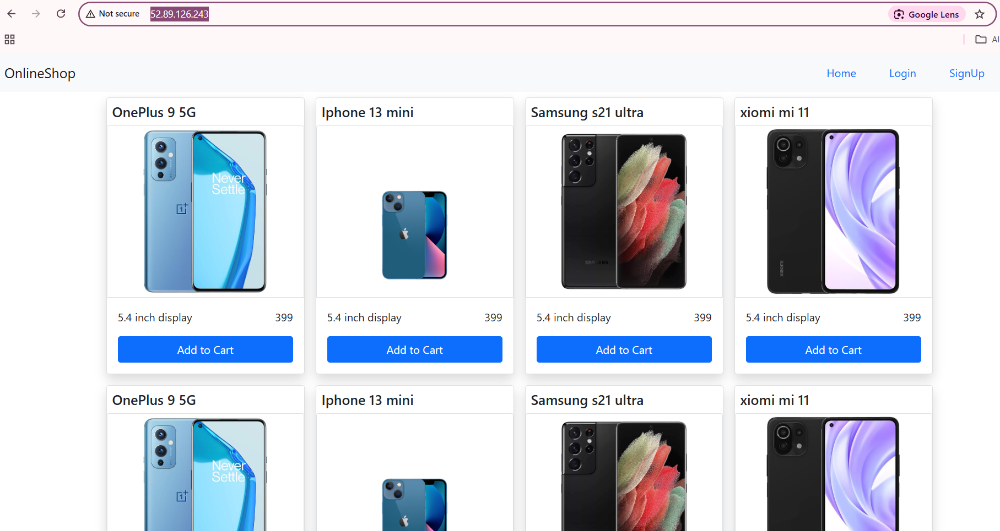 Not secure 52.89.126.243 Google Lens
Al
OnlineShop Home Login SignUp
OnePlus 9 5G Iphone 13 mini Samsung s21 ultra xiomi mi 11
Never
Settle
SAMSUNG
xiaomi
5.4 inch display 399 5.4 inch display 399 5.4 inch display 399 5.4 inch display 399
Add to Cart Add to Cart Add to Cart Add to Cart
OnePlus 9 5G Iphone 13 mini Samsung s21 ultra xiomi mi 11
Never
Settle